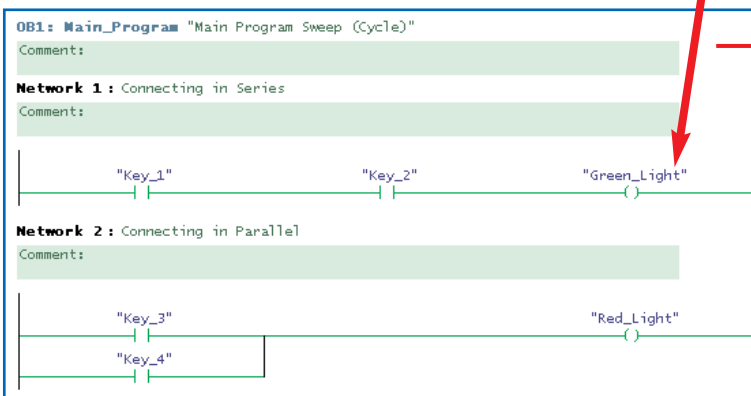 OB1: Main_Program "Main Program Sweep (Cycle)"
Comment:
Network 1: Connecting in Series
Comment:
"Key_1" "Key_2" "Green_Light"
Network 2: Connecting in Parallel
Comment:
"Key_3" "Red_Light"
"Key_4"